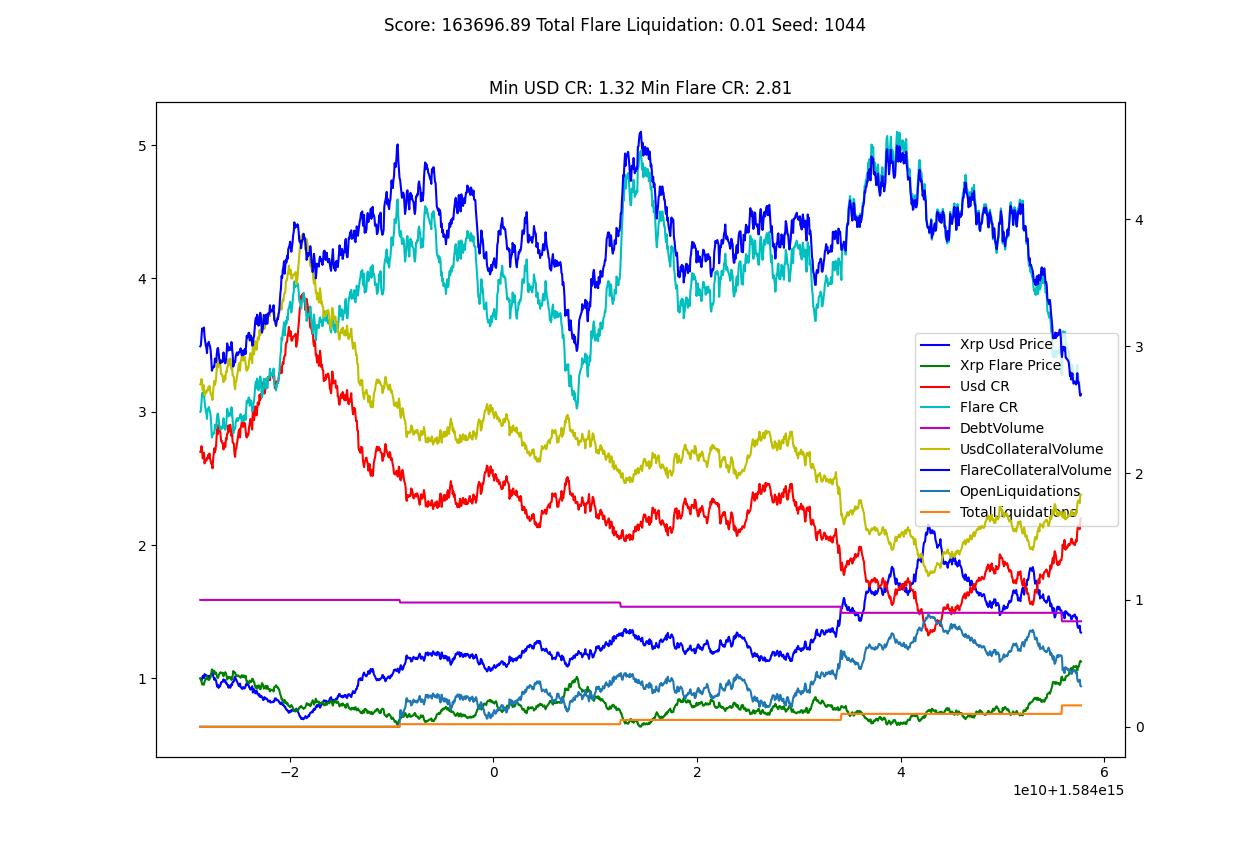 Score: 163696.89 Total Flare Liquidation: 0.01 Seed: 1044
Min USD CR: 1.32 Min Flare CR: 2.81
5
4
3
2
1
4
3
2
1
0
Xrp Usd Price
Xrp Flare Price
Usd CR
Flare CR
DebtVolume
UsdCollateralVolume
FlareCollateralVolume
OpenLiquidations
TotalLiquidations
−2 0 2 4 6
1e10+1.584e15